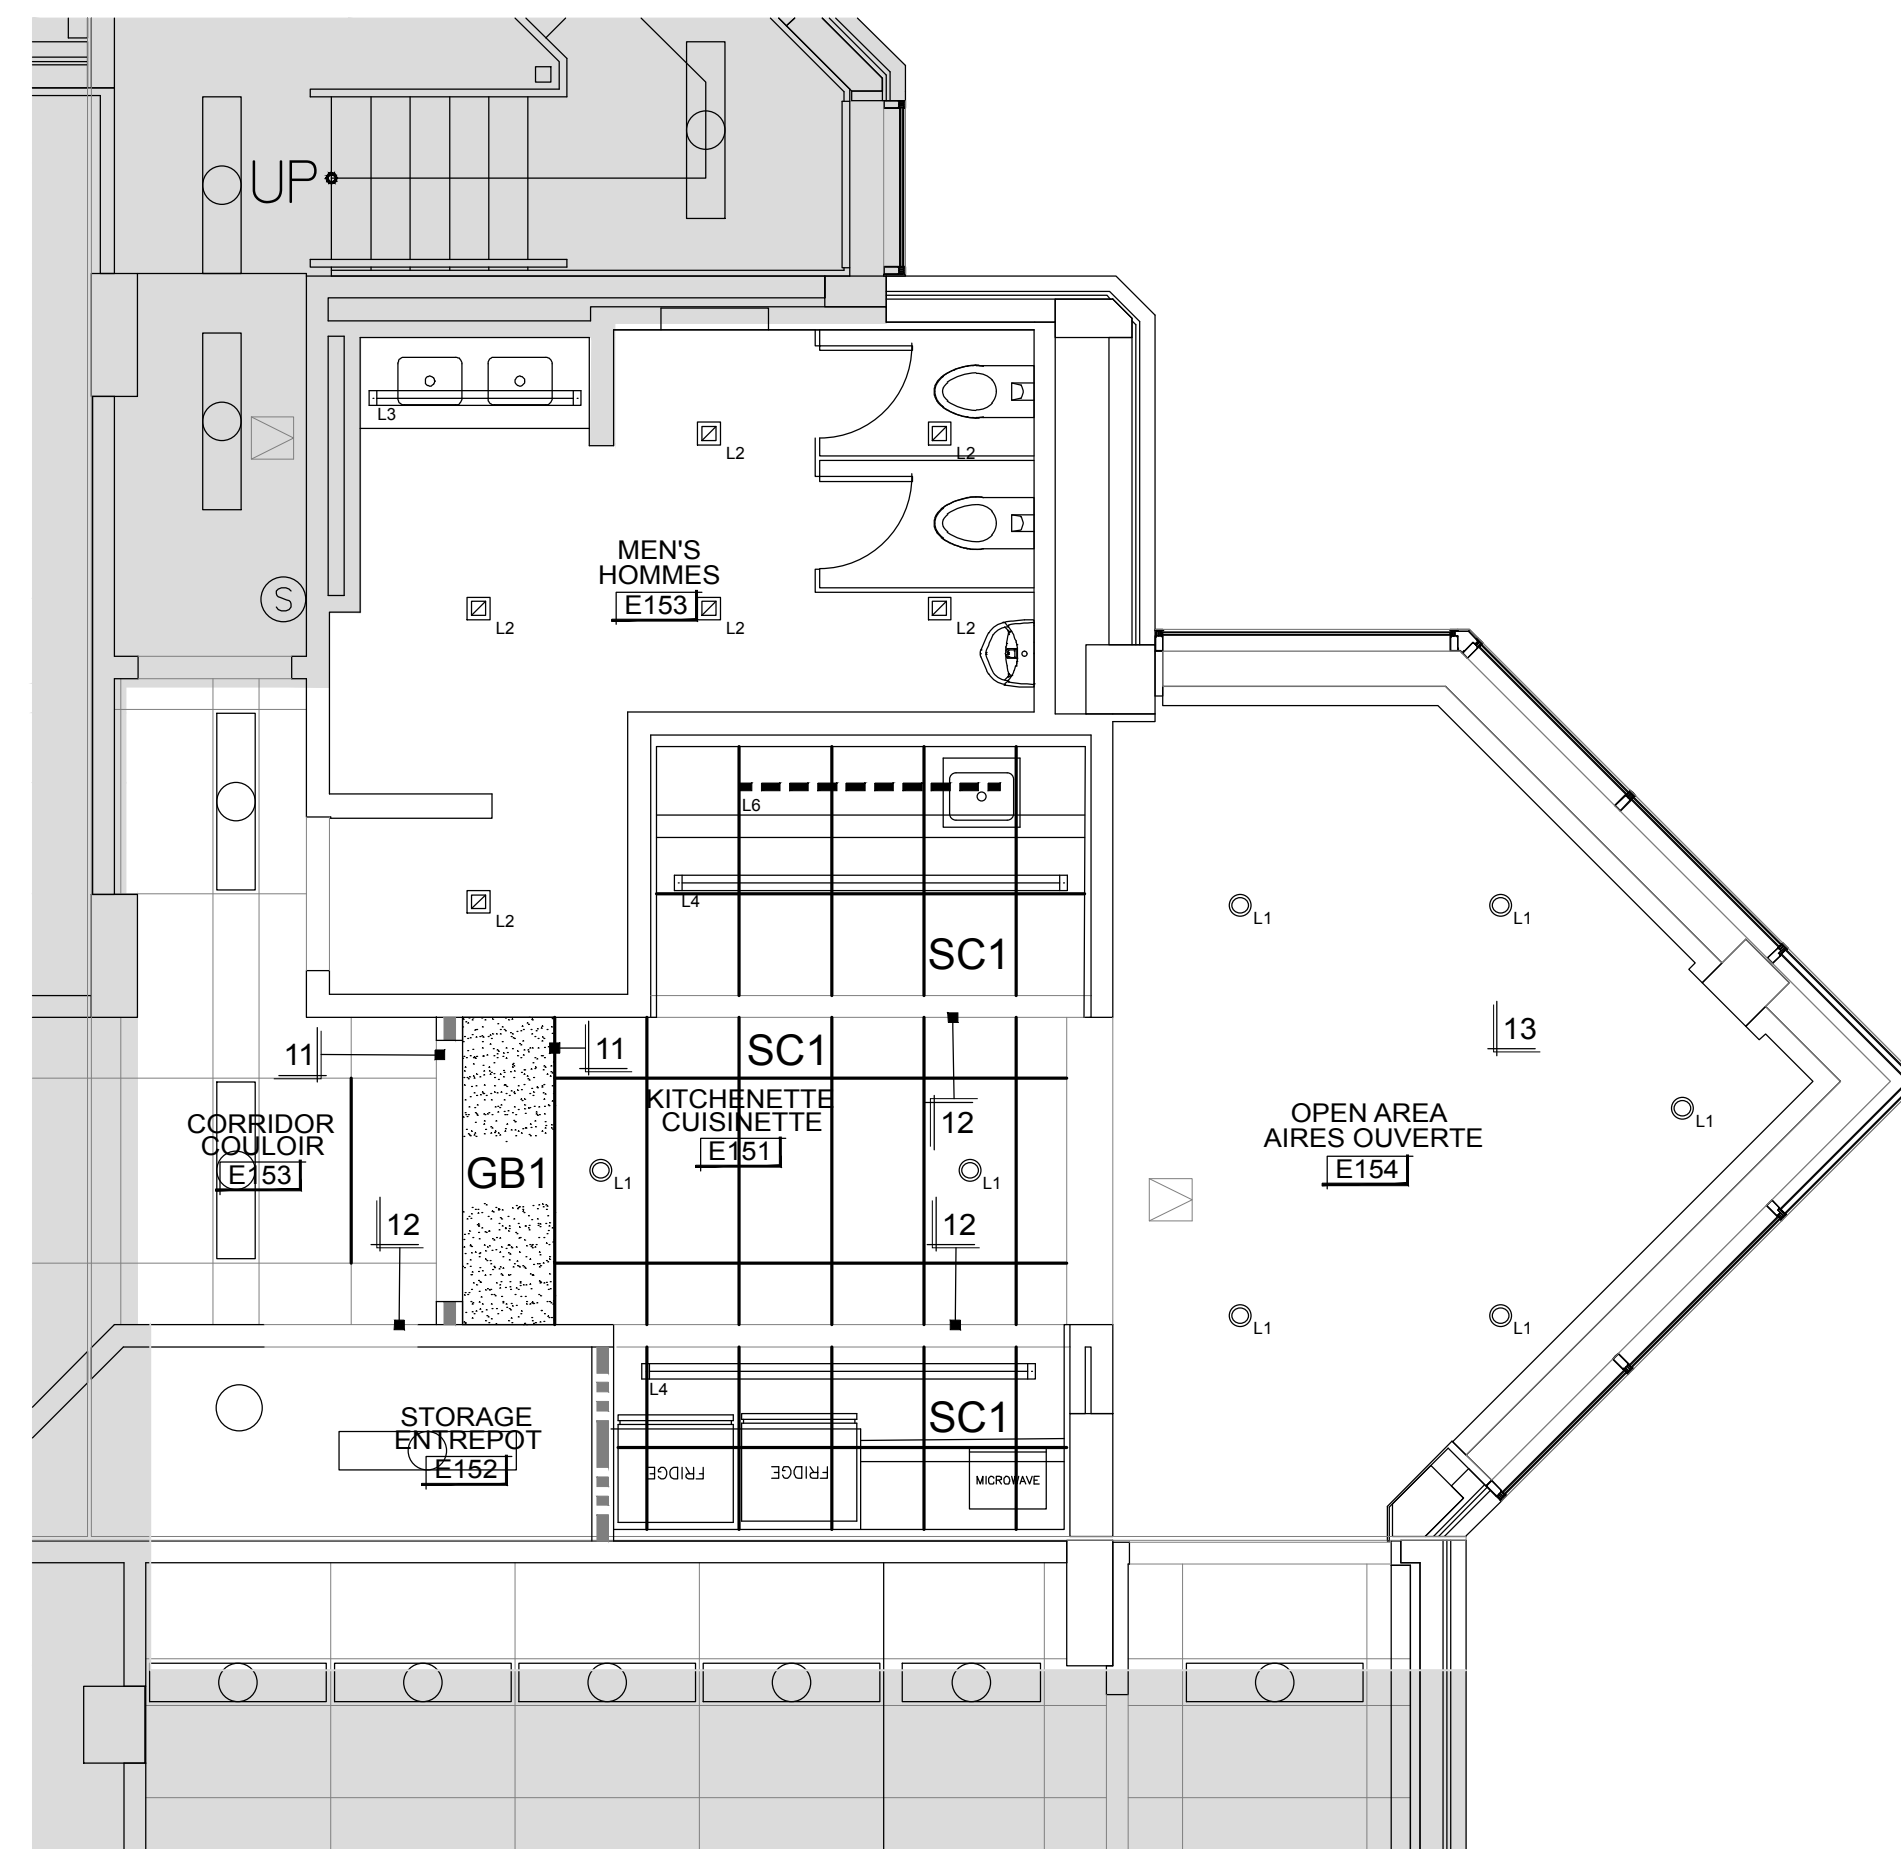 UP
L3
L2
L2
MEN'S
HOMMES
E153
S
L2
L2
L2
L6
L4
L2
L1
L1
SC1
13
11
11
SC1
KITCHENETTE
CUISINETTE
E151
12
L1
CORRIDOR
COULOIR
E153
OPEN AREA
AIRES OUVERTE
E154
GB1
L1
L1
12
12
L1
L1
L4
STORAGE
ENTREPOT
E152
SC1
FRIDGE
FRIDGE
MICROWAVE